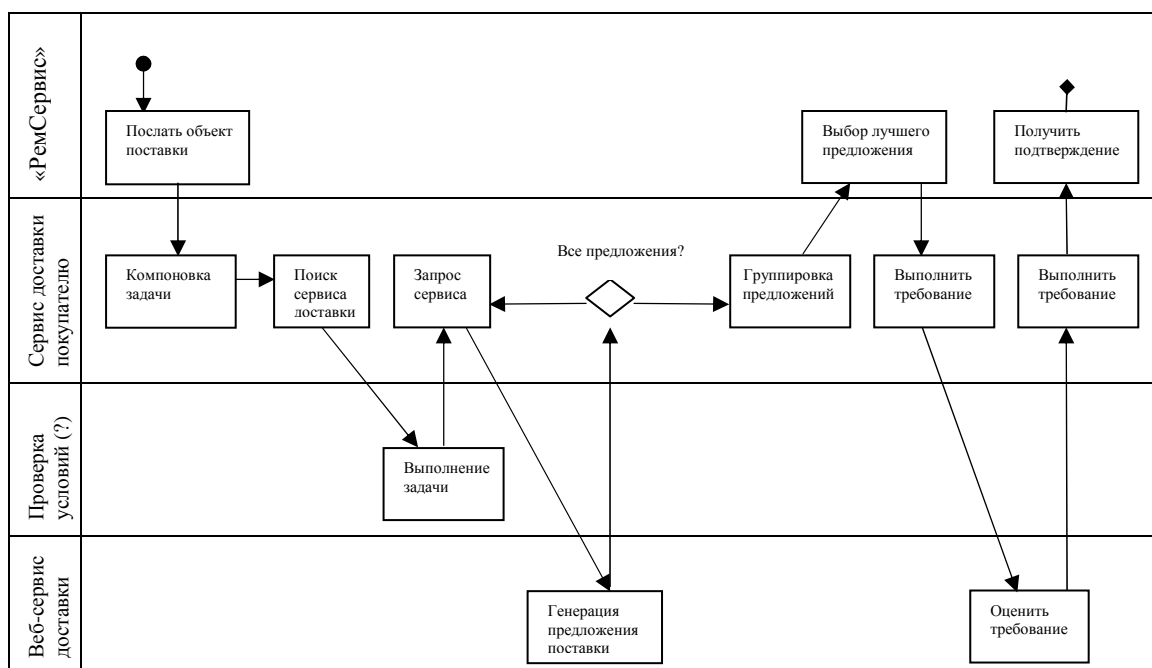 «РемСервис»
Послать объект
поставки
Выбор лучшего
предложения
Получить
подтверждение
Сервис доставки
покупателю
Компоновка
задачи
Поиск
сервиса
доставки
Запрос
сервиса
Все предложения?
Группировка
предложений
Выполнить
требование
Выполнить
требование
Проверка
условий (?)
Выполнение
задачи
Веб-сервис
доставки
Генерация
предложения
поставки
Оценить
требование